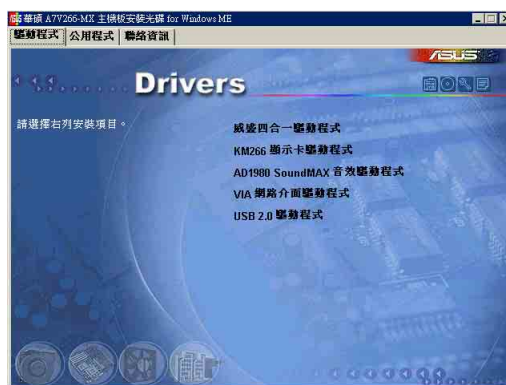 華碩 A7V266-MX 主機板安裝光碟 for Windows ME
驅動程式 公用程式 聯絡資訊
ASUS
Drivers
請選擇右列安裝項目。
威盛四合一驅動程式
KM266 顯示卡驅動程式
AD1980 SoundMAX 音效驅動程式
VIA 網路介面驅動程式
USB 2.0 驅動程式